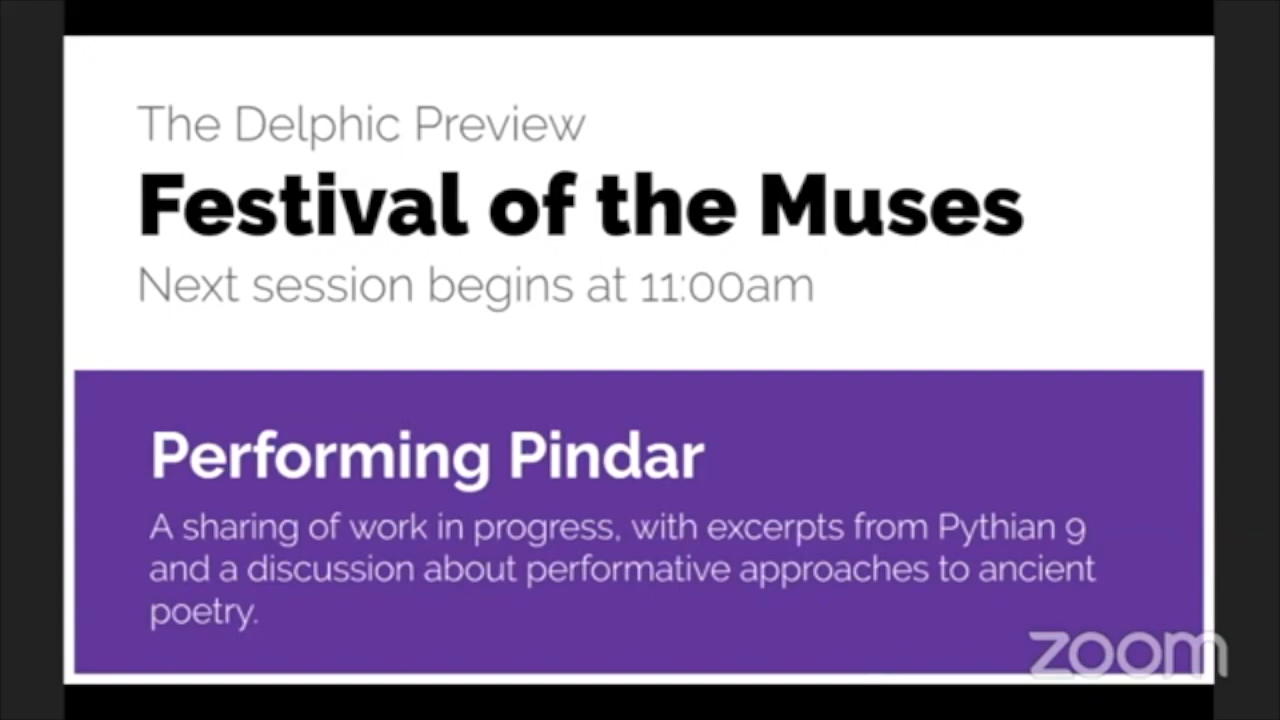 The Delphic Preview
Festival of the Muses
Next session begins at 11:00am
Performing Pindar
A sharing of work in progress, with excerpts from Pythian 9
and a discussion about performative approaches to ancient
poetry.
zoom